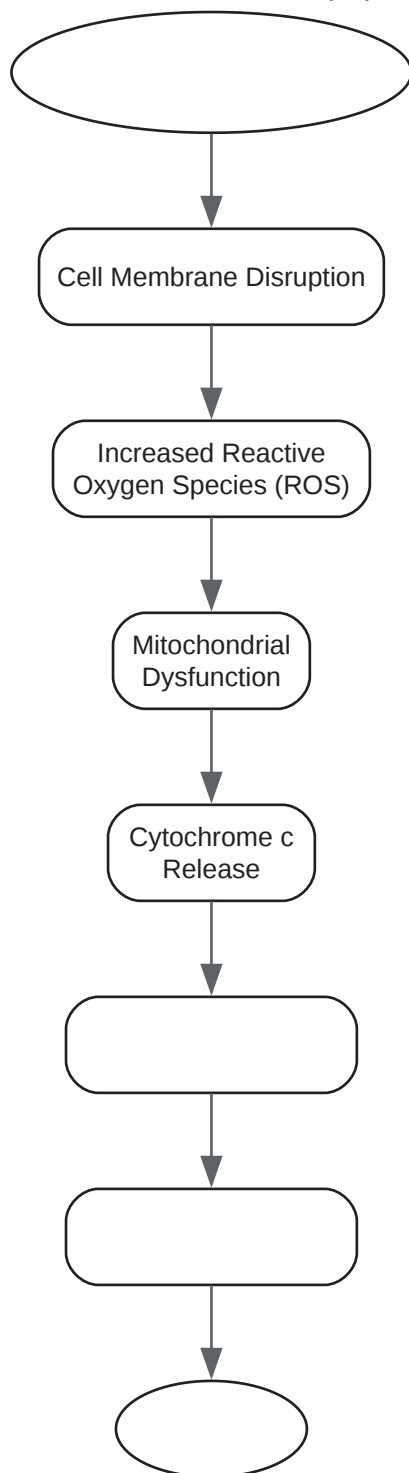 Cell Membrane Disruption
Increased Reactive
Oxygen Species (ROS)
Mitochondrial
Dysfunction
Cytochrome c
Release